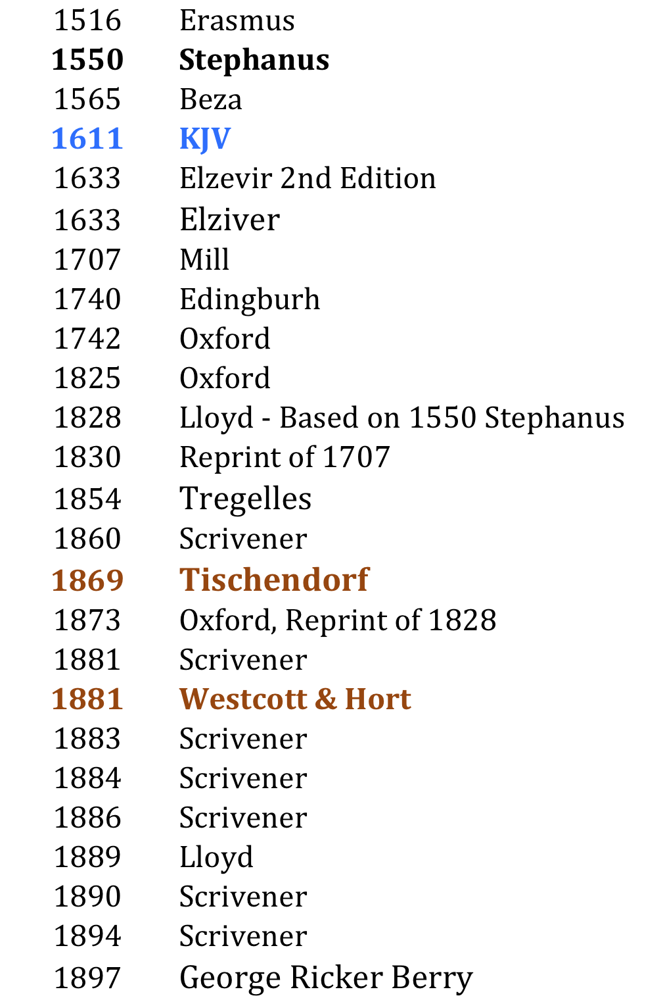 1516 Erasmus
1550 Stephanus
1565 Beza
1611 KJV
1633 Elzevir 2nd Edition
1633 Elziver
1707 Mill
1740 Edingburh
1742 Oxford
1825 Oxford
1828 Lloyd - Based on 1550 Stephanus
1830 Reprint of 1707
1854 Tregelles
1860 Scrivener
1869 Tischendorf
1873 Oxford, Reprint of 1828
1881 Scrivener
1881 Westcott & Hort
1883 Scrivener
1884 Scrivener
1886 Scrivener
1889 Lloyd
1890 Scrivener
1894 Scrivener
1897 George Ricker Berry